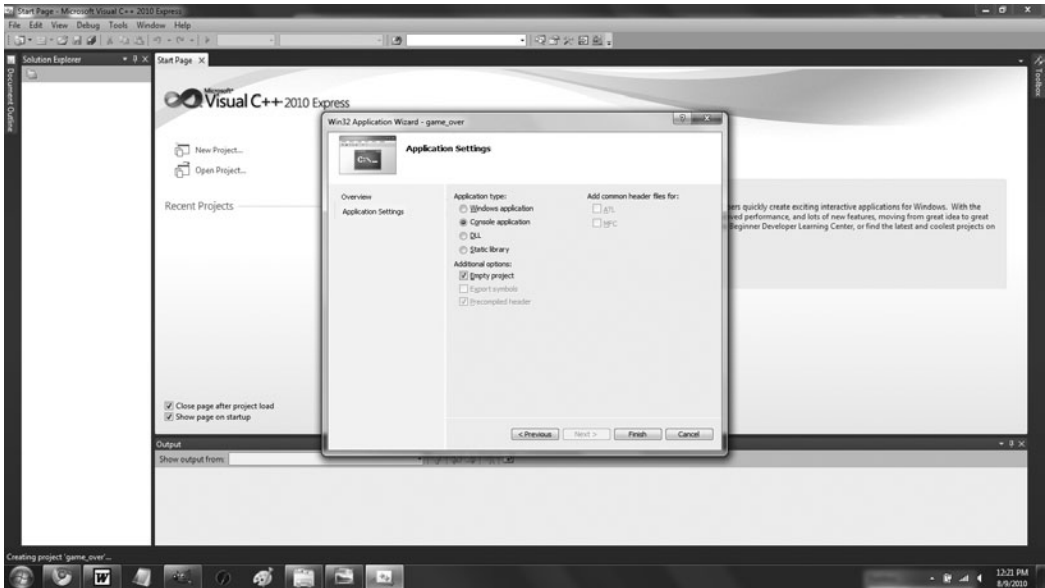 Start Page - Microsoft Visual C++ 2010 Express
File Edit View Debug Tools Window Help
Solution Explorer
Start Page X
Document Outline
Toolbox
Microsoft®
Visual C++ 2010 Express
New Project...
Open Project...
Recent Projects
Close page after project load
Show page on startup
Win32 Application Wizard - game_over
C:\_
Application Settings
Overview
Application Settings
Application type:
Windows application
Console application
DLL
Static library
Additional options:
Empty project
Export symbols
Precompiled header
Add common header files for:
ATL
MFC
< Previous
Next >
Finish
Cancel
ers quickly create exciting interactive applications for Windows. With the
ved performance, and lots of new features, moving from great idea to great
Beginner Developer Learning Center, or find the latest and coolest projects on
Output
Show output from:
Creating project 'game_over'...
12:21 PM
8/9/2010